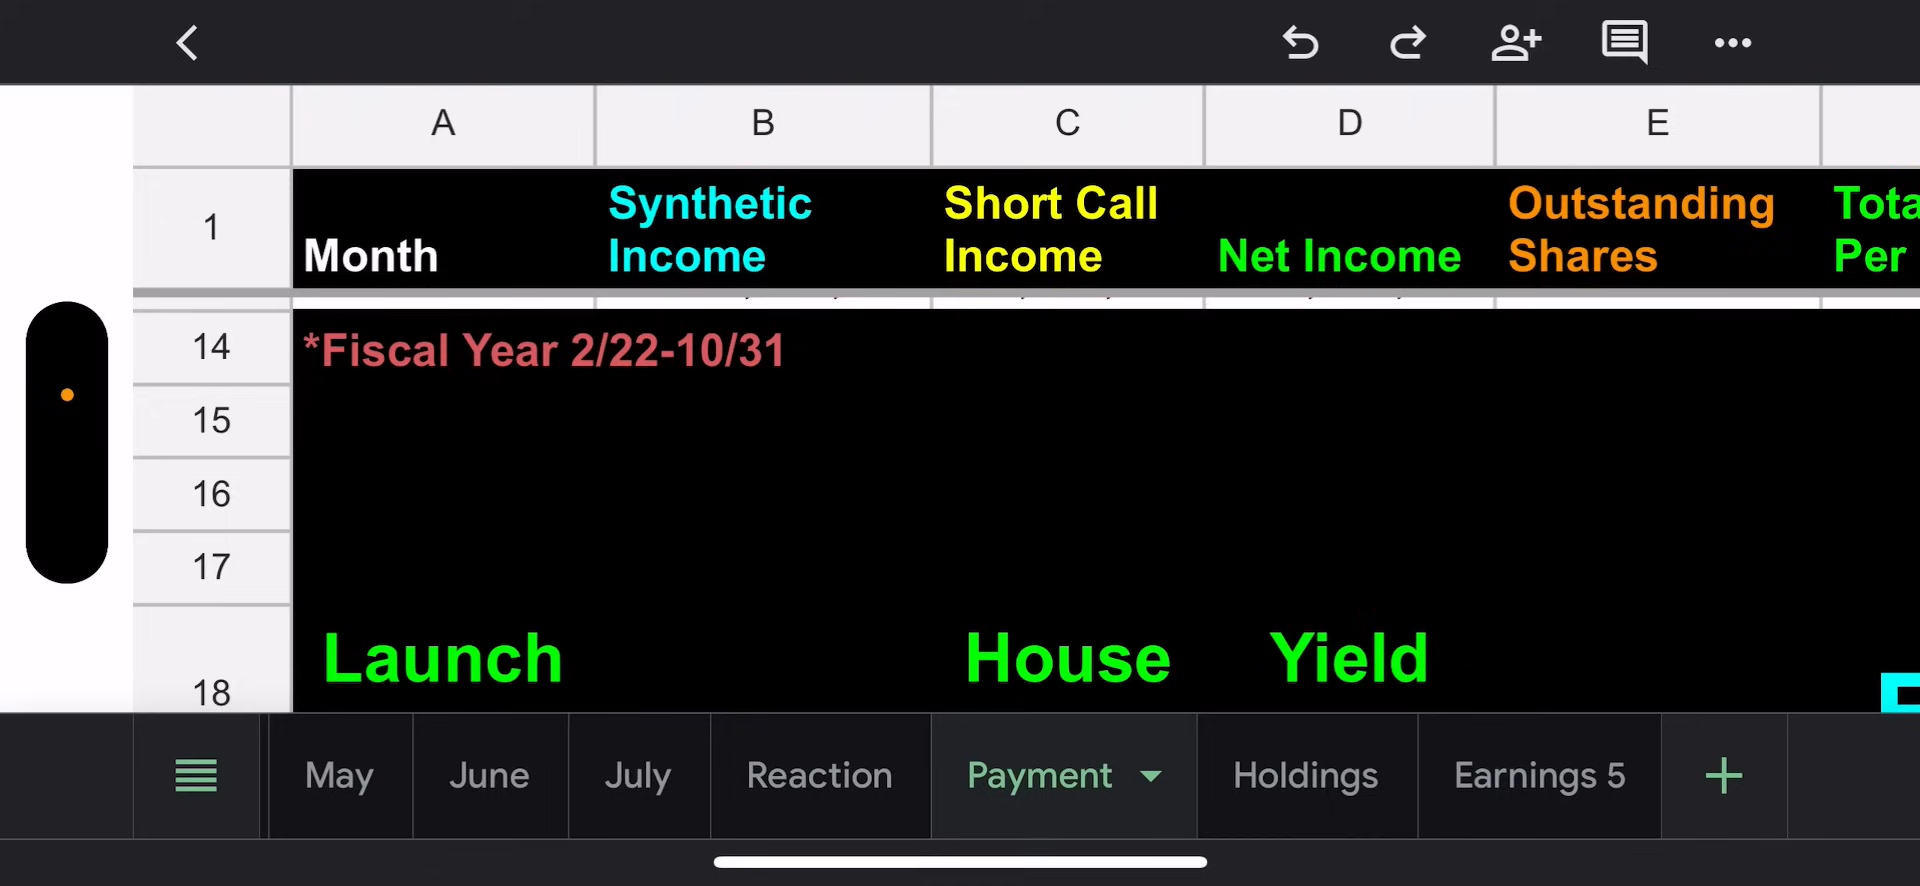 A B C D E
1 Month Synthetic Income Short Call Income Net Income Outstanding Shares Per
14 *Fiscal Year 2/22-10/31
15
16
17
18 Launch House Yield
May June July Reaction Payment Holdings Earnings 5